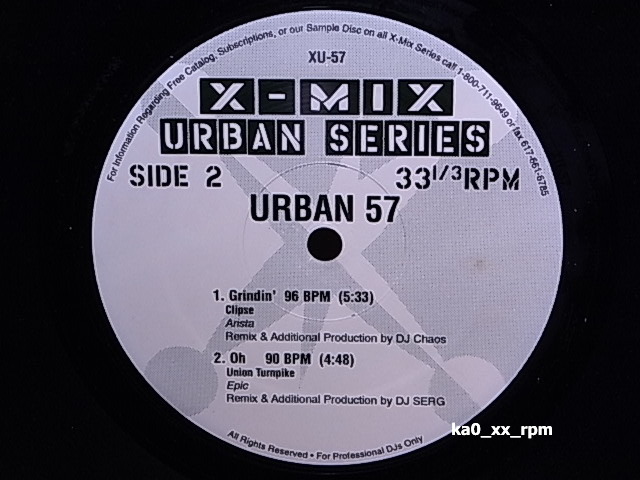 For Information Regarding Free Catalog, Subscriptions, or our Sample Disc on all X-Mix Series call 1-800-711-9649 or fax 617-661-6785
XU-57
X-MIX
URBAN SERIES
SIDE 2
33 1/3 RPM
URBAN 57
1. Grindin' 96 BPM (5:33)
Clipse
Arista
Remix & Additional Production by DJ Chaos
2. Oh 90 BPM (4:48)
Union Turnpike
Epic
Remix & Additional Production by DJ SERG
All Rights Reserved • For Professional DJs Only
ka0_xx_rpm